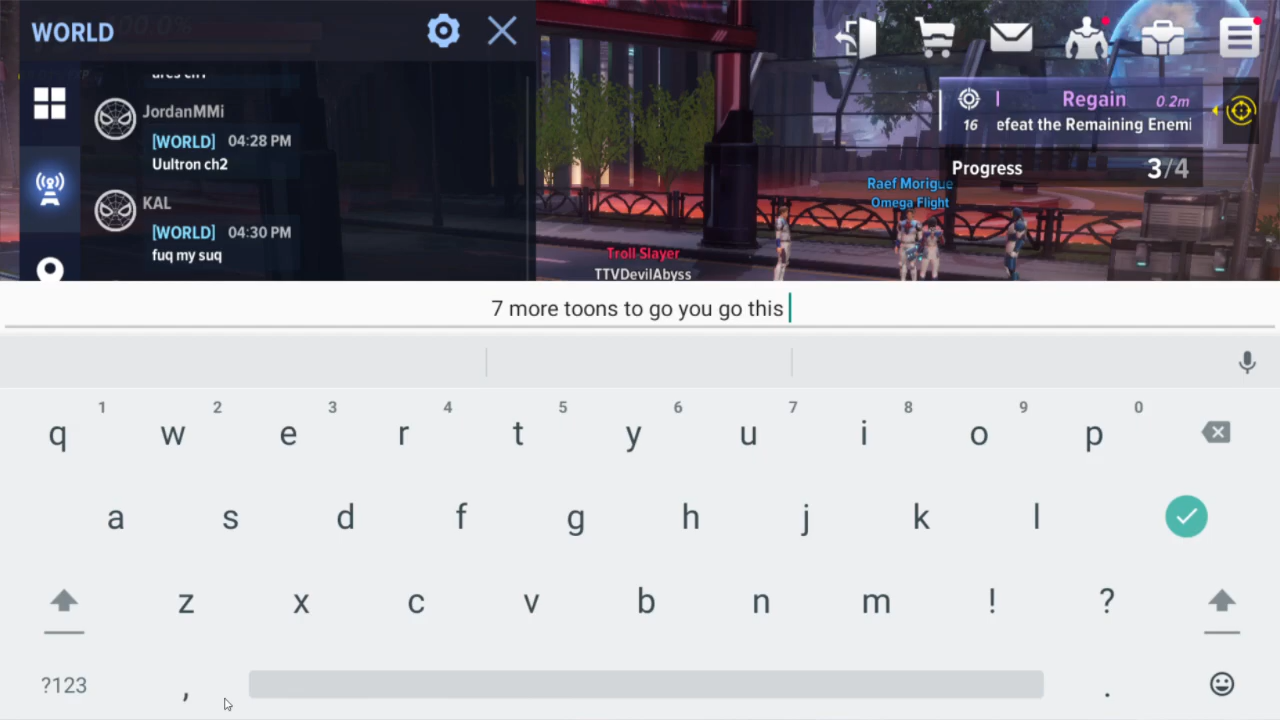 WORLD
100.0%
JordanMMi
[WORLD] 04:28 PM
Uultron ch2
KAL
[WORLD] 04:30 PM
fuq my suq
Regain 0.2m
16 efeat the Remaining Enemi
Progress 3/4
Raef Morigue
Omega Flight
Troll Slayer
TTVDevilAbyss
7 more toons to go you go this
1 2 3 4 5 6 7 8 9 0
q w e r t y u i o p
a s d f g h j k l
z x c v b n m ! ?
?123 , .